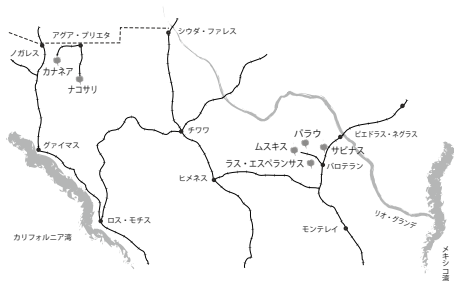 アグア・プリエタ
シウダ・ファレス
ノガレス
カナネア
ナコサリ
グァイマス
チワワ
バラウ
ムスキス
サビナス
ピエドラス・ネグラス
ラス・エスペランサス
バロテラン
ヒメネス
ロス・モチス
リオ・グランデ
モンテレイ
カリフォルニア湾
メキシコ湾